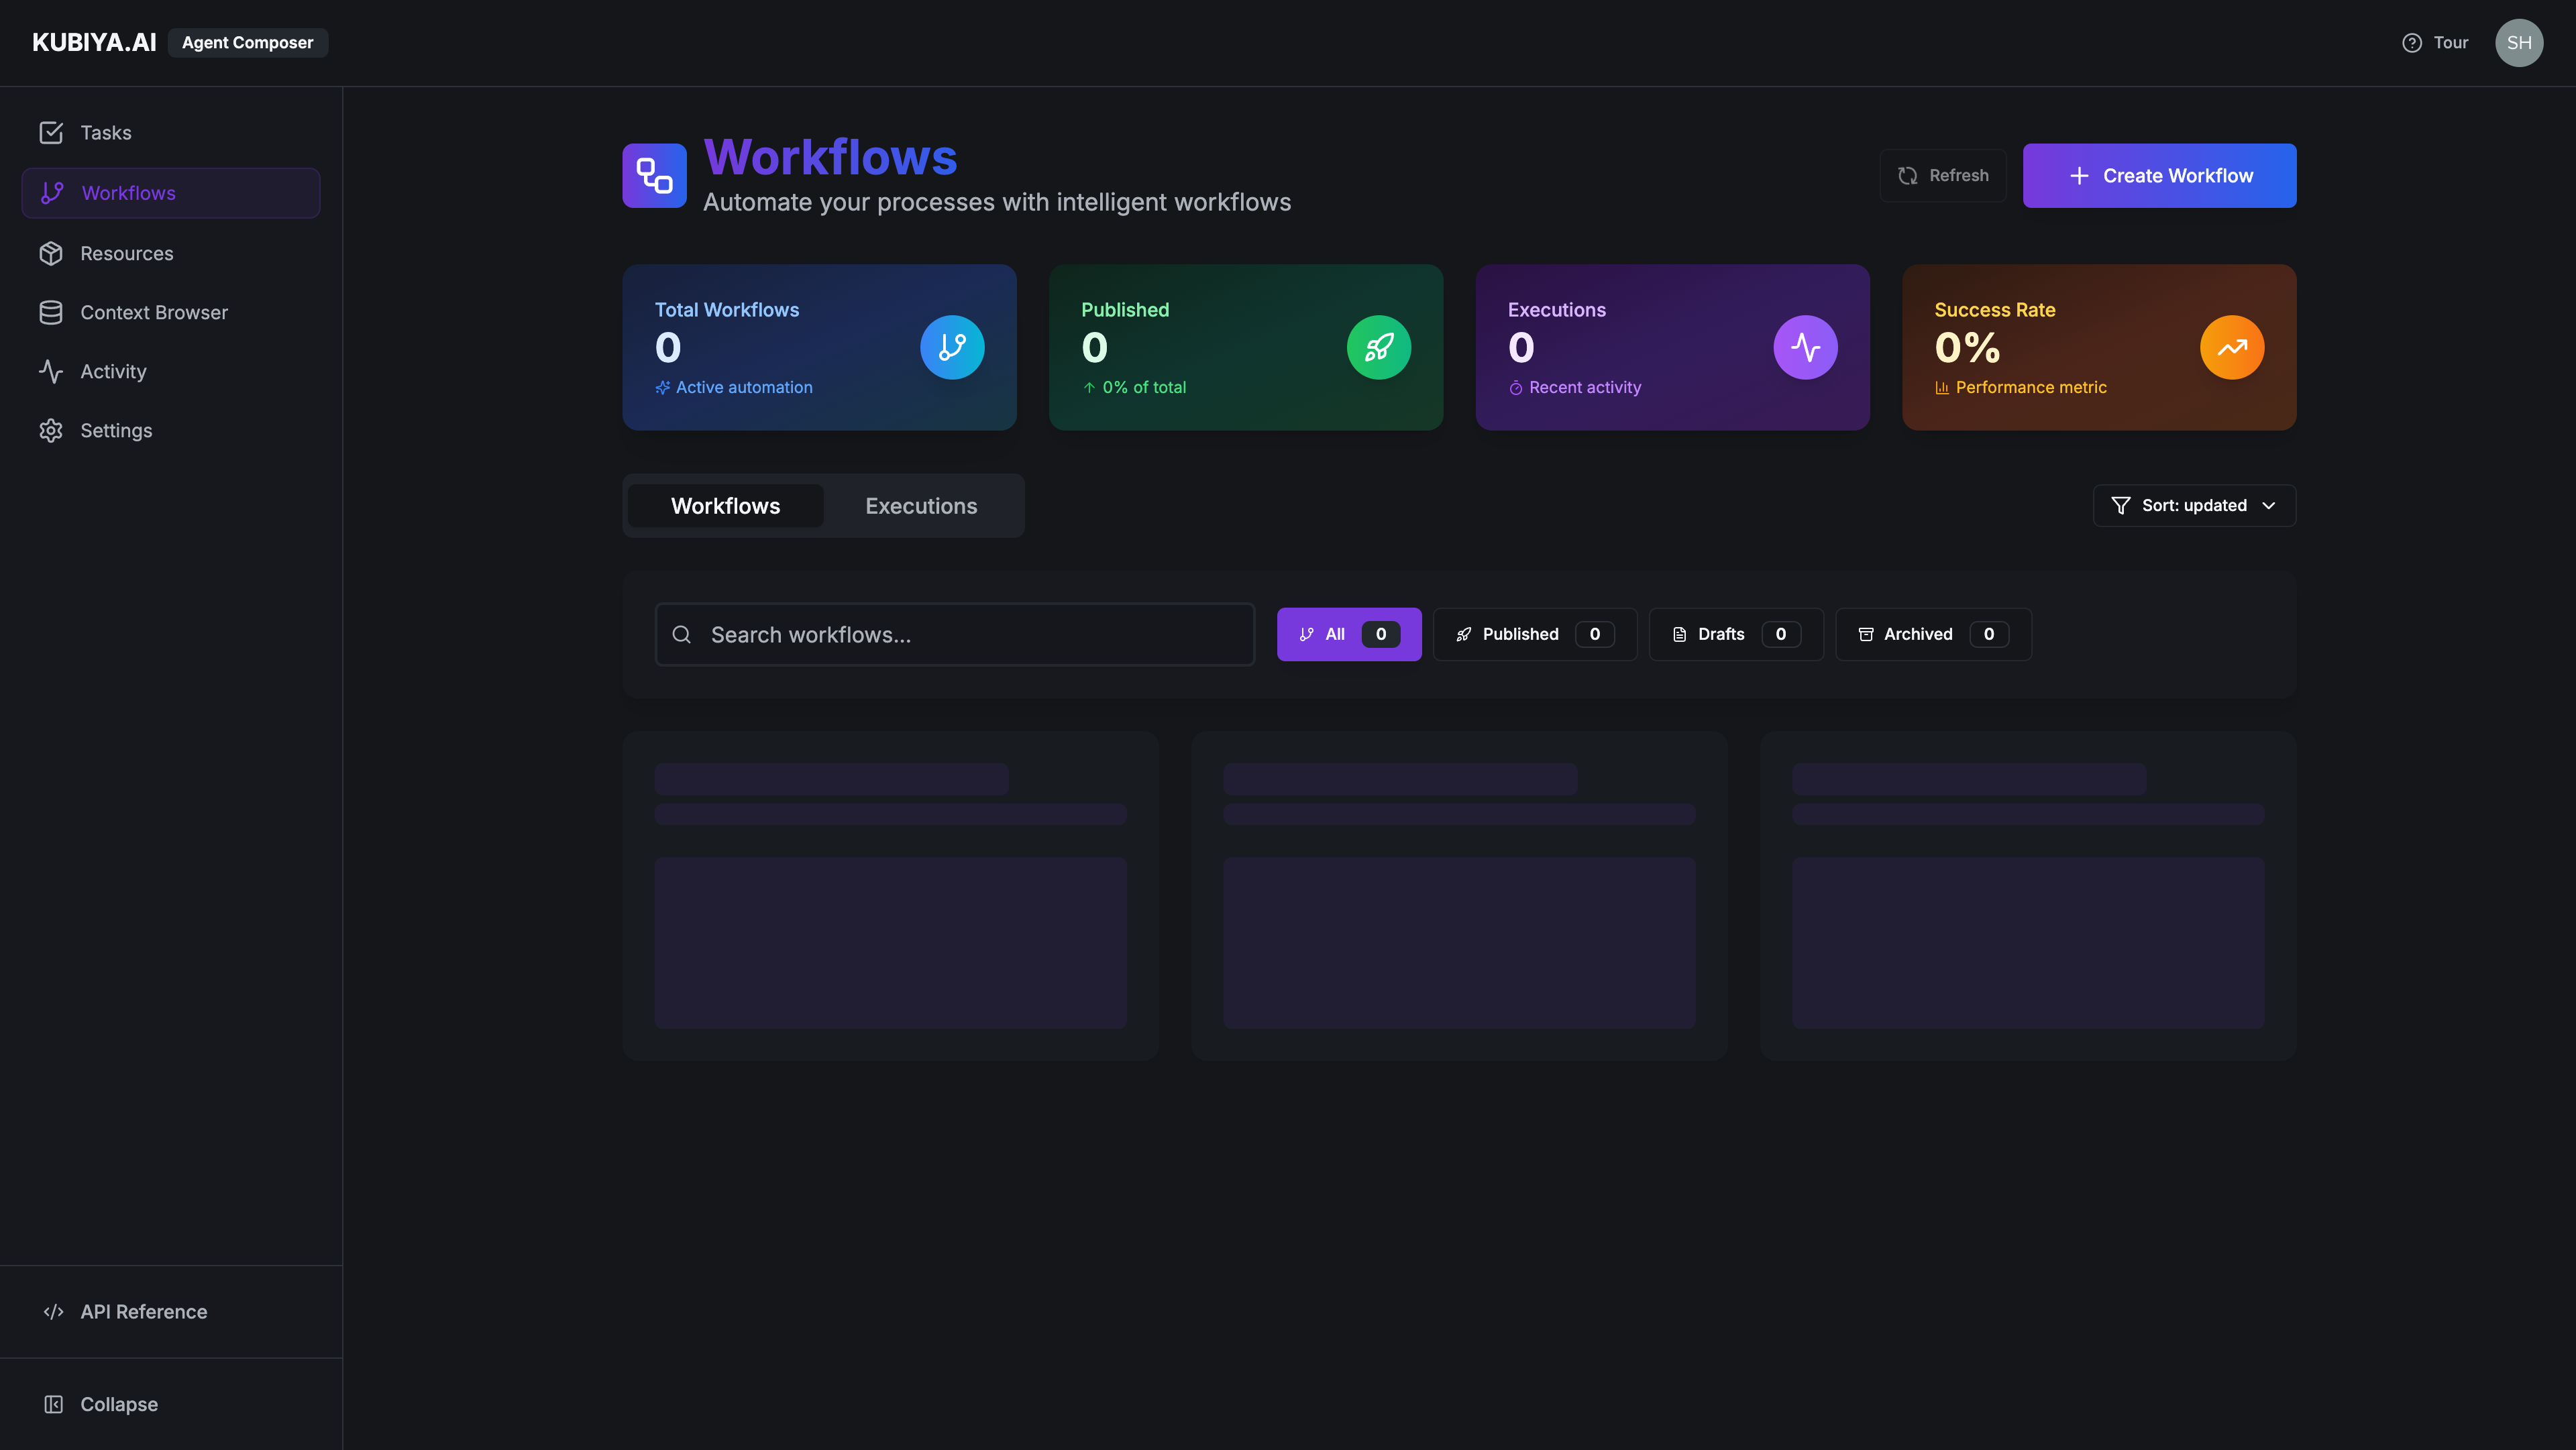 KUBIYA.AI
Agent Composer
Tour
SH
Tasks
Workflows
Resources
Context Browser
Activity
Settings
API Reference
Collapse
Workflows
Automate your processes with intelligent workflows
Refresh
Create Workflow
Total Workflows
0
Active automation
Published
0
0% of total
Executions
0
Recent activity
Success Rate
0%
Performance metric
Workflows
Executions
Sort: updated
Search workflows...
All 0
Published 0
Drafts 0
Archived 0